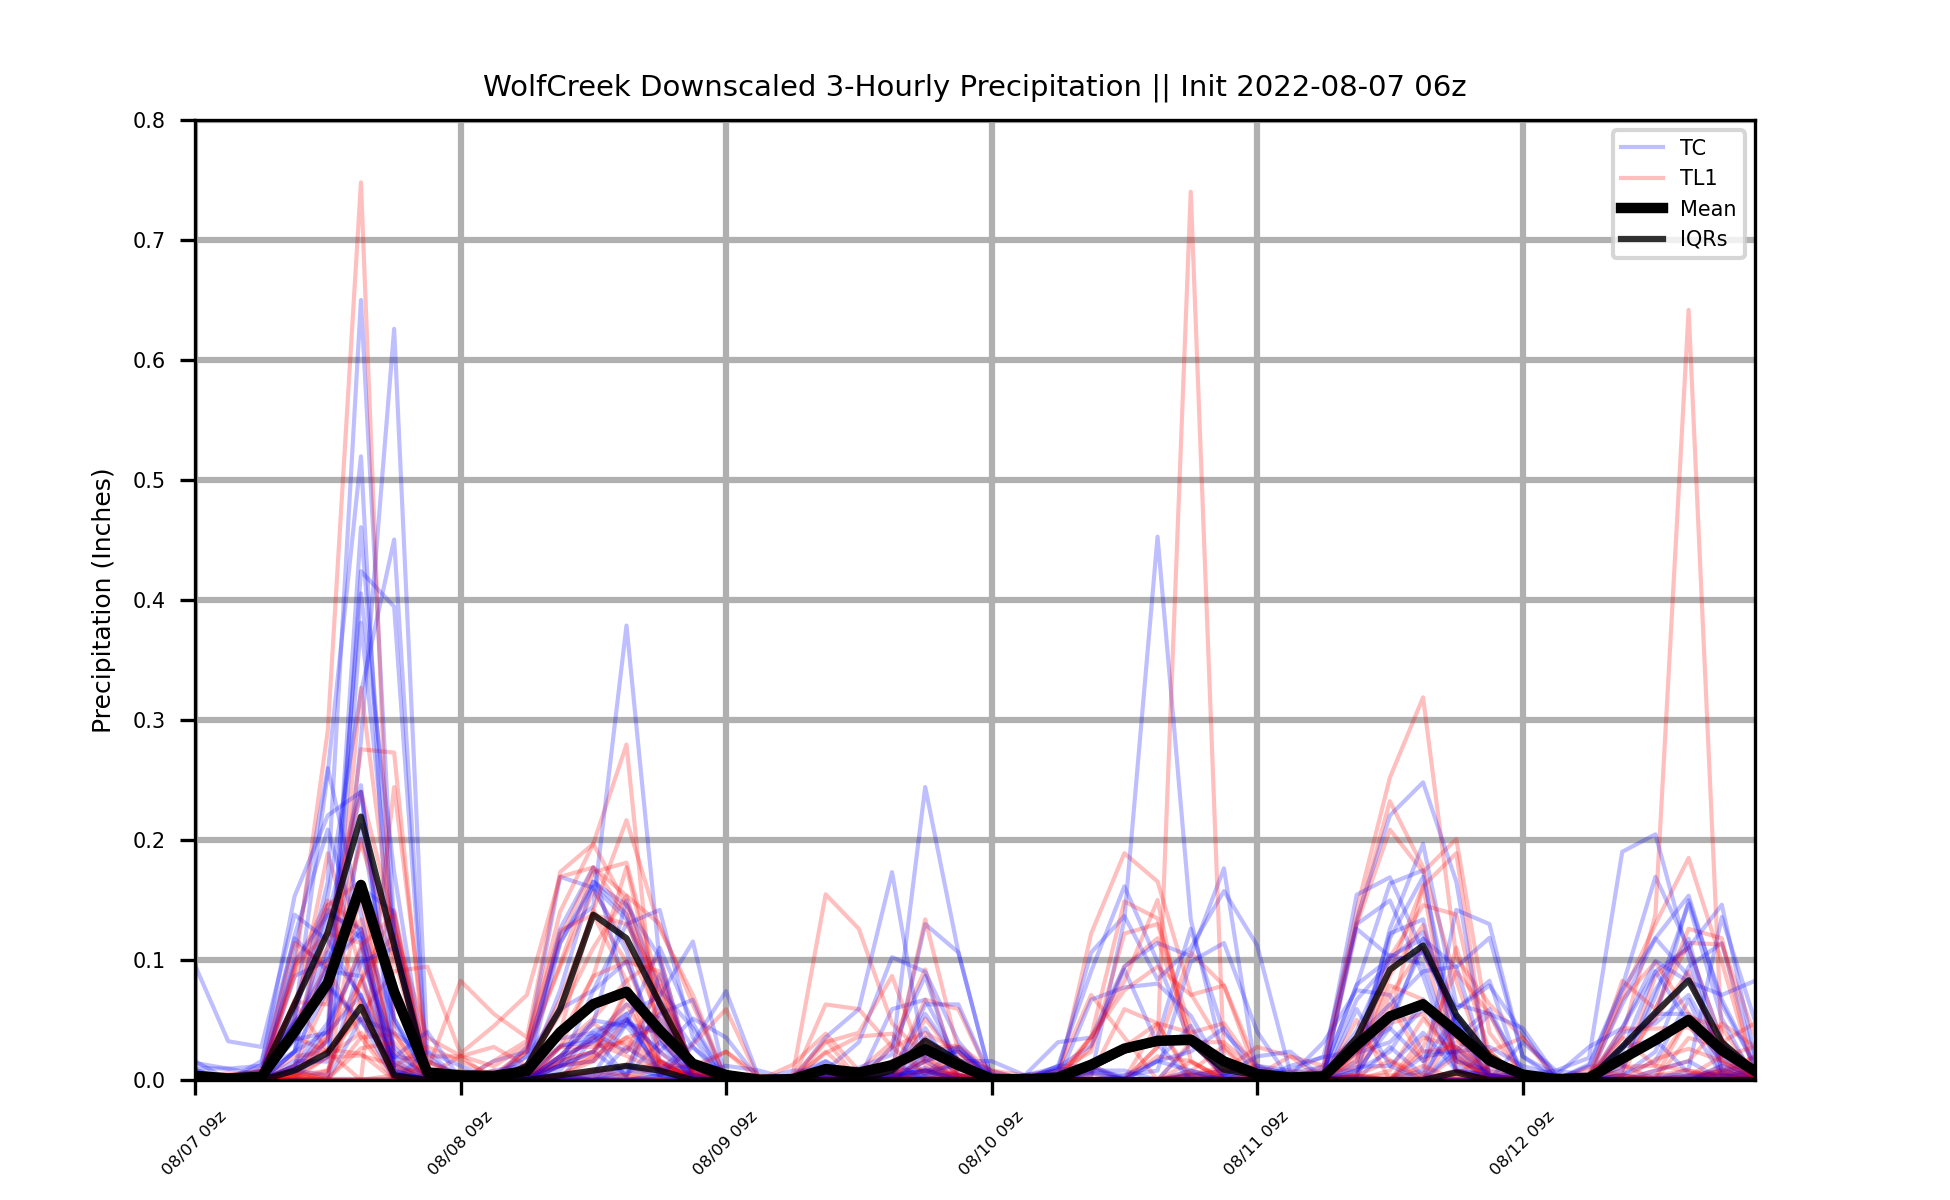 WolfCreek Downscaled 3-Hourly Precipitation || Init 2022-08-07 06z
Precipitation (Inches)
0.8
0.7
0.6
0.5
0.4
0.3
0.2
0.1
0.0
TC
TL1
Mean
IQRs
08/07 09z
08/08 09z
08/09 09z
08/10 09z
08/11 09z
08/12 09z